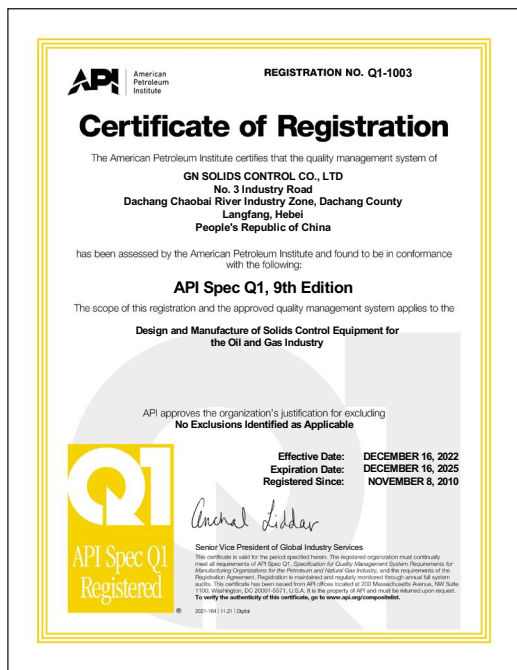 API
American
Petroleum
Institute
REGISTRATION NO. Q1-1003
Certificate of Registration
The American Petroleum Institute certifies that the quality management system of
GN SOLIDS CONTROL CO., LTD
No. 3 Industry Road
Dachang Chaobai River Industry Zone, Dachang County
Langfang, Hebei
People's Republic of China
has been assessed by the American Petroleum Institute and found to be in conformance
with the following:
API Spec Q1, 9th Edition
The scope of this registration and the approved quality management system applies to the
Design and Manufacture of Solids Control Equipment for
the Oil and Gas Industry
API approves the organization's justification for excluding
No Exclusions Identified as Applicable
Effective Date: DECEMBER 16, 2022
Expiration Date: DECEMBER 16, 2025
Registered Since: NOVEMBER 8, 2010
Q1
API Spec Q1
Registered
®
Anchal Liddar
Senior Vice President of Global Industry Services
This certificate is valid for the period specified herein. The registered organization must continually
meet all requirements of API Spec Q1, Specification for Quality Management System Requirements for
Manufacturing Organizations for the Petroleum and Natural Gas Industry, and the requirements of the
Registration Agreement. Registration is maintained and regularly monitored through annual full system
audits. This certificate has been issued from API offices located at 200 Massachusetts Avenue, NW Suite
1100, Washington, DC 20001-5571, U.S.A. It is the property of API and must be returned upon request.
To verify the authenticity of this certificate, go to www.api.org/compositelist.
2021-164 | 11.21 | Digital